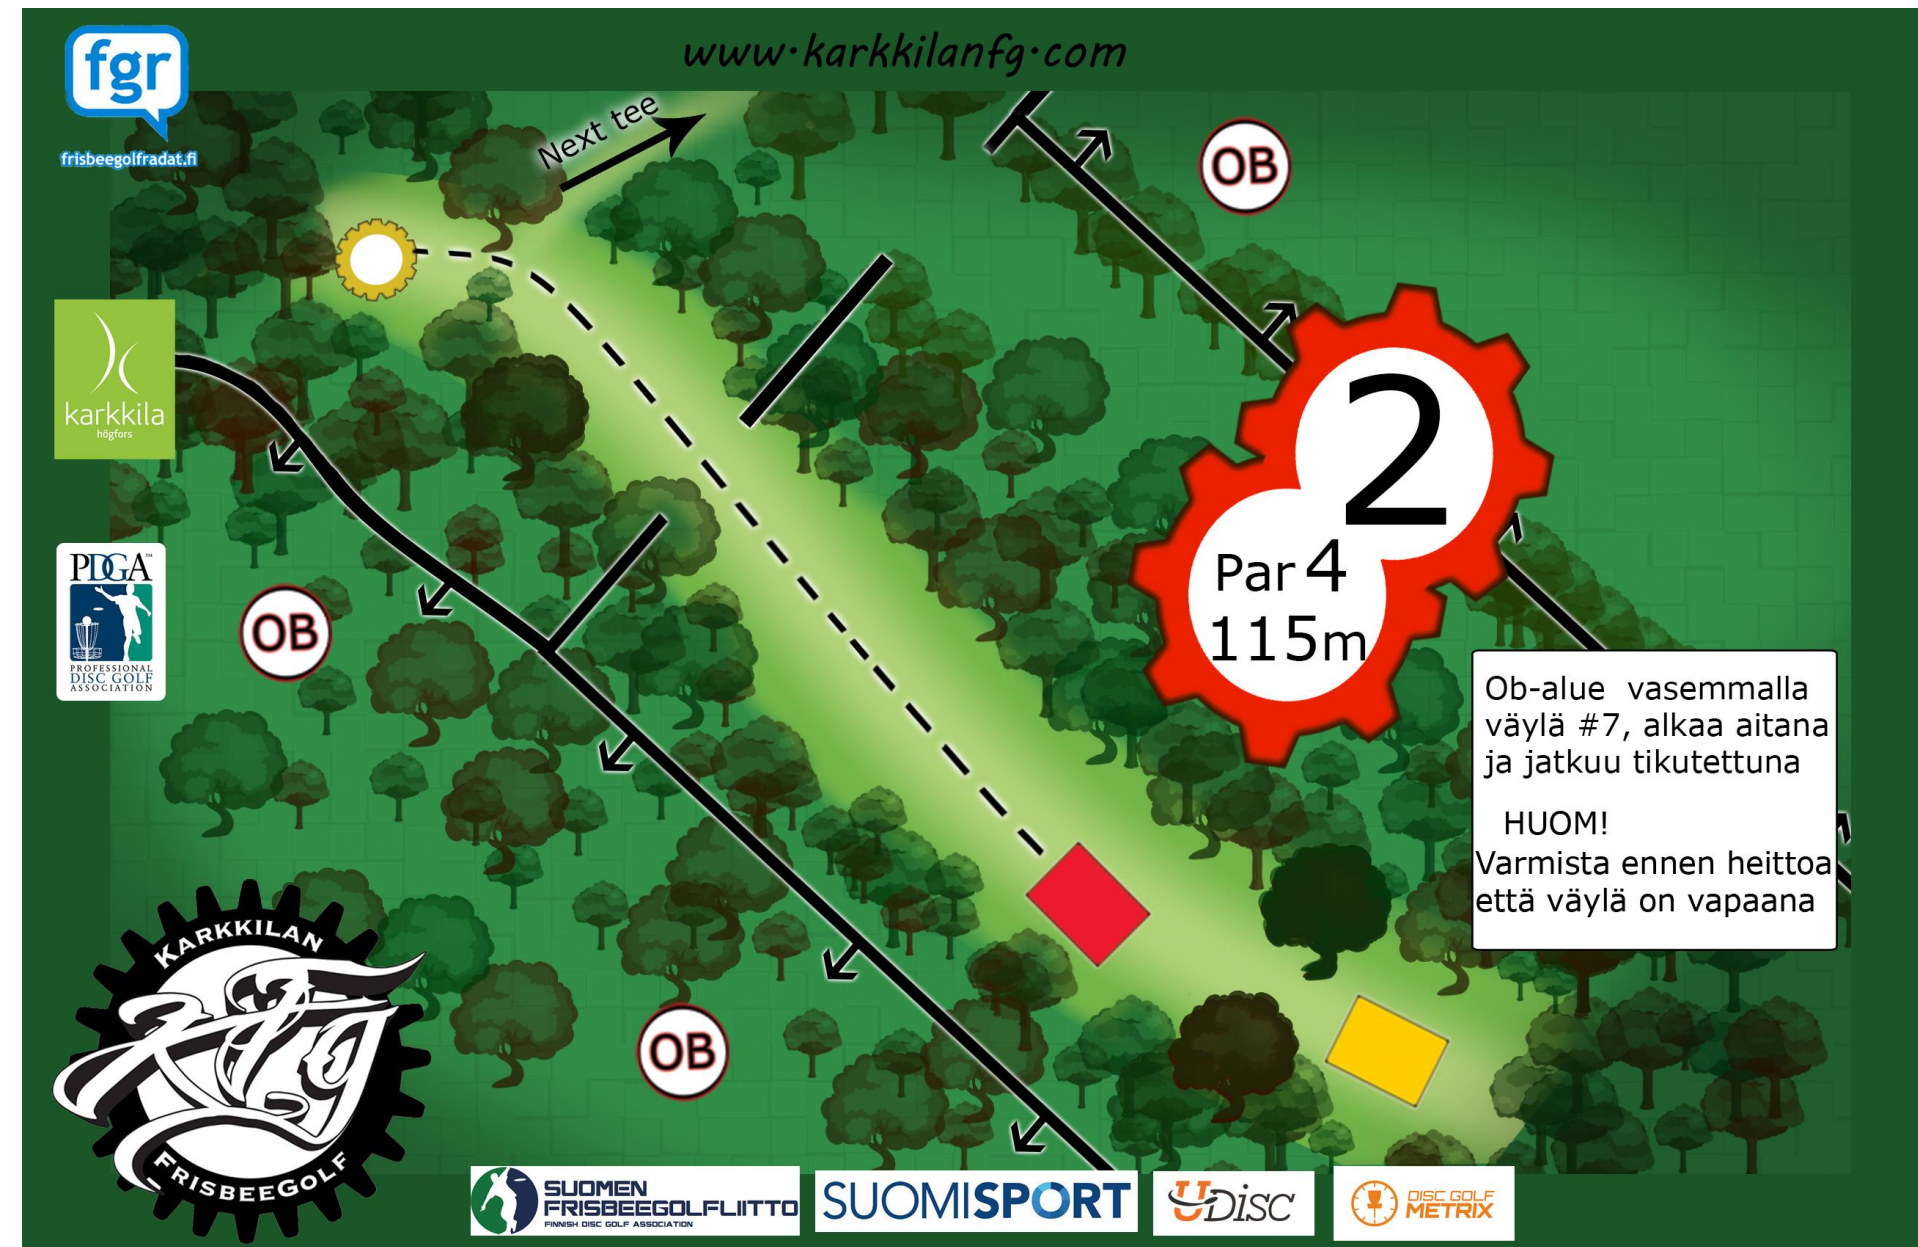 www.karkkilanfg.com
fgr
frisbeegolfradat.fi
Next tee
OB
karkkila
högfors
2
Par 4
115m
PDGA™
PROFESSIONAL
DISC GOLF
ASSOCIATION
OB
Ob-alue vasemmalla
väylä #7, alkaa aitana
ja jatkuu tikutettuna
HUOM!
Varmista ennen heittoa
että väylä on vapaana
KARKKILAN
KFg
FRISBEEGOLF
OB
SUOMEN
FRISBEEGOLFLIITTO
FINNISH DISC GOLF ASSOCIATION
SUOMISPORT
UDisc
DISC GOLF
METRIX